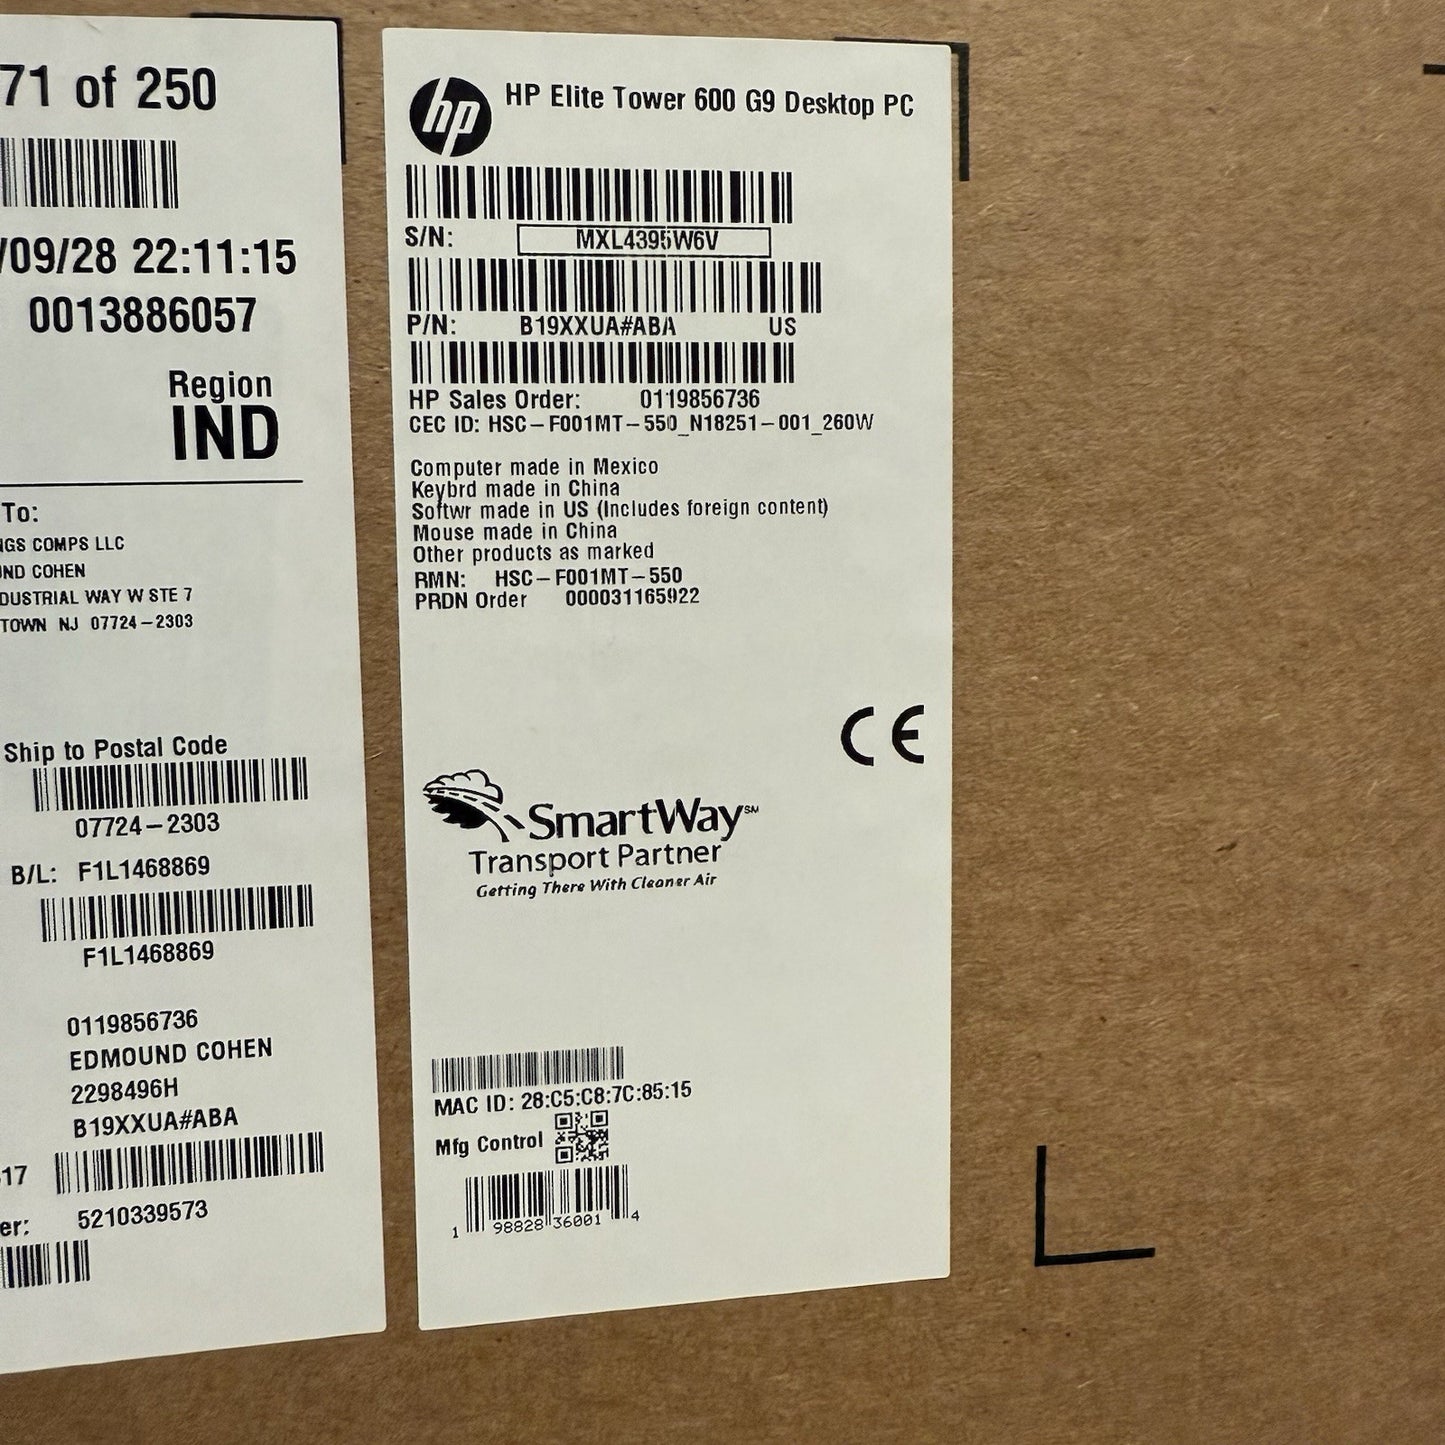 71 of 250
/09/28 22:11:15
0013886057
Region
IND
To:
NGS COMPS LLC
OND COHEN
DUSTRIAL WAY W STE 7
TOWN NJ 07724-2303
Ship to Postal Code
07724-2303
B/L: F1L1468869
F1L1468869
0119856736
EDMOUND COHEN
2298496H
B19XXUA#ABA
17
er: 5210339573
hp
HP Elite Tower 600 G9 Desktop PC
S/N: MXL4395W6V
P/N: B19XXUA#ABA US
HP Sales Order: 0119856736
CEC ID: HSC-F001MT-550_N18251-001_260W
Computer made in Mexico
Keybrd made in China
Softwr made in US (Includes foreign content)
Mouse made in China
Other products as marked
RMN: HSC-F001MT-550
PRDN Order 000031165922
CE
SmartWay℠
Transport Partner
Getting There With Cleaner Air
MAC ID: 28:C5:C8:7C:85:15
Mfg Control
1 98828 36001 4